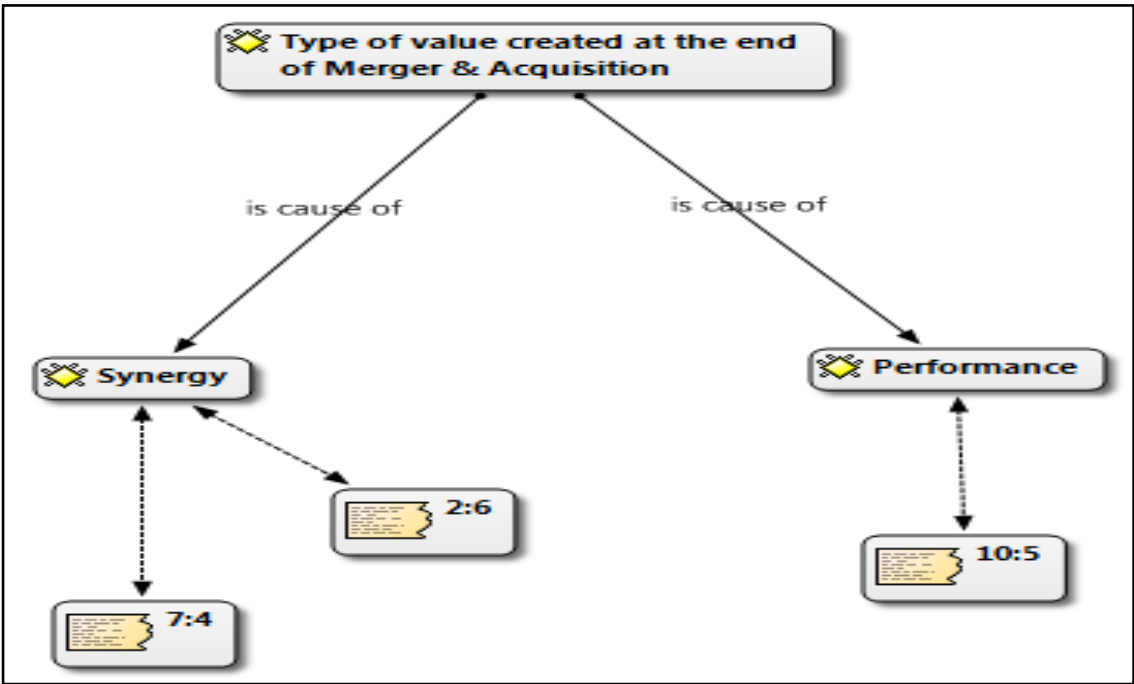 Type of value created at the end
of Merger & Acquisition
is cause of
is cause of
Synergy
Performance
2:6
10:5
7:4